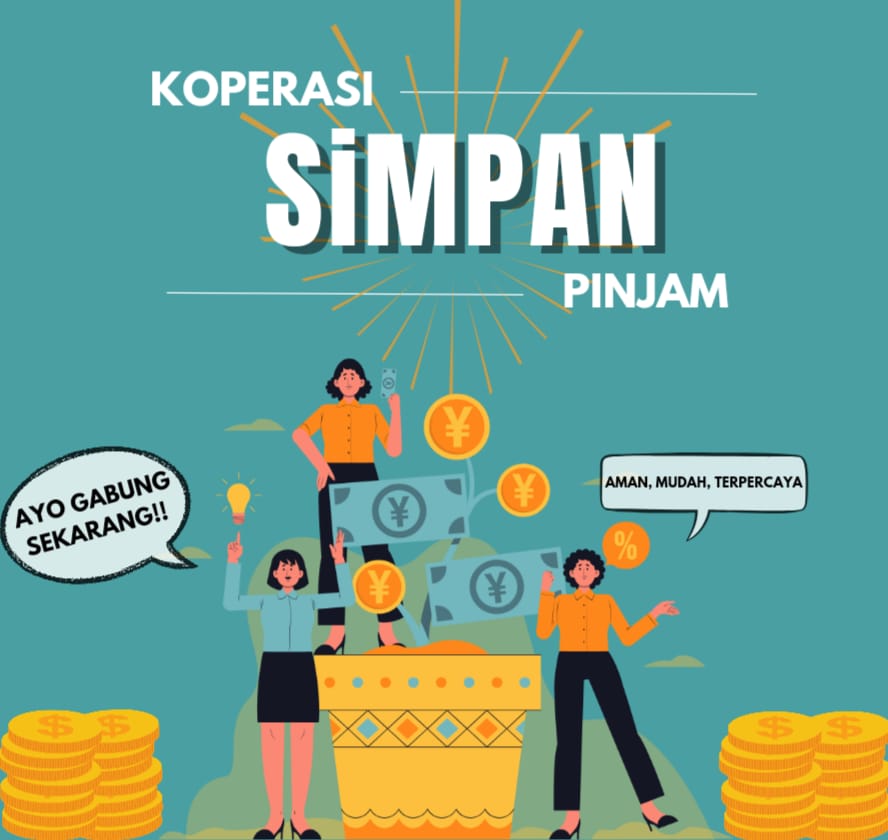 KOPERASI
SiMPAN
PINJAM
AYO GABUNG
SEKARANG!!
AMAN, MUDAH, TERPERCAYA
¥
¥
¥
¥
¥
%
$
$
$
$